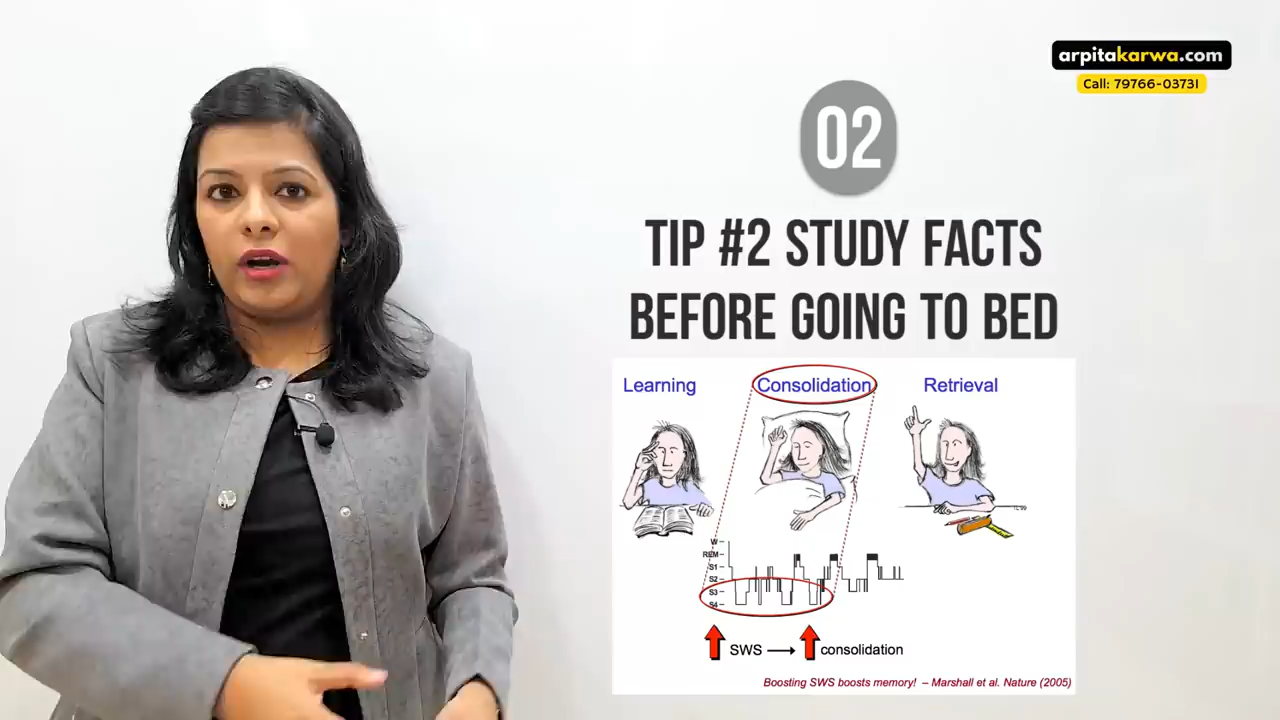 arpitakarwa.com
Call: 79766-03731
02
TIP #2 STUDY FACTS
BEFORE GOING TO BED
Learning Consolidation Retrieval
W
REM
S1
S2
S3
S4
SWS consolidation
Boosting SWS boosts memory! – Marshall et al. Nature (2005)